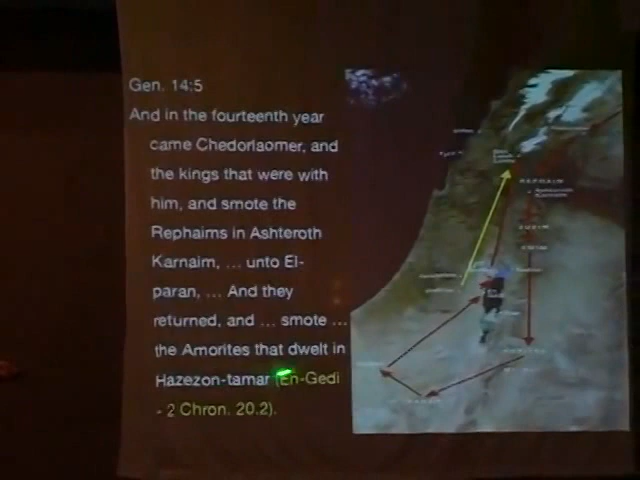 Gen. 14:5
And in the fourteenth year
came Chedorlaomer, and
the kings that were with
him, and smote the
Rephaims in Ashteroth
Karnaim, ... unto El-
paran, ... And they
returned, and ... smote ...
the Amorites that dwelt in
Hazezon-tamar (En-Gedi
- 2 Chron. 20.2).